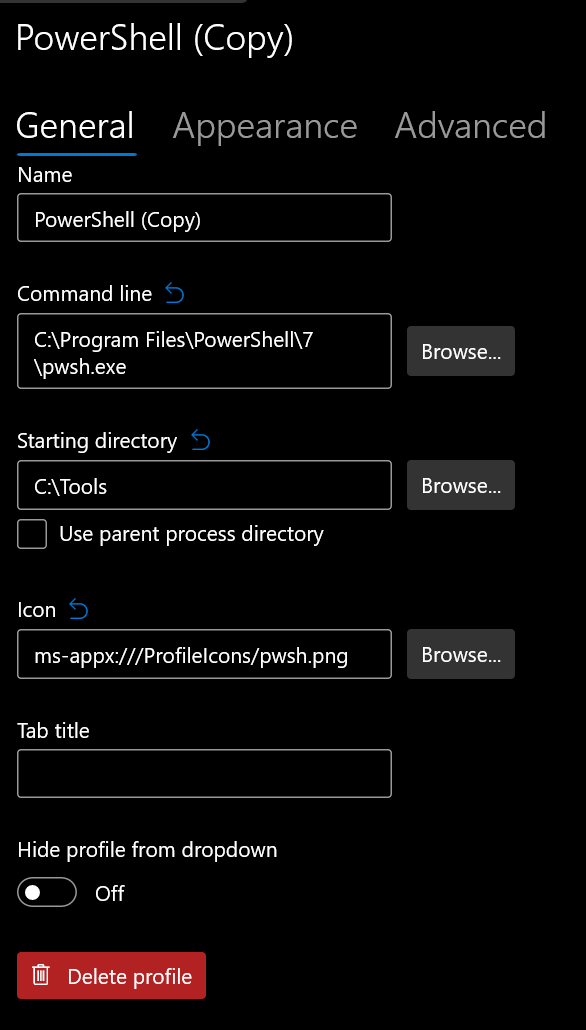 PowerShell (Copy)
General Appearance Advanced
Name
PowerShell (Copy)
Command line
C:\Program Files\PowerShell\7
\pwsh.exe
Browse...
Starting directory
C:\Tools
Browse...
Use parent process directory
Icon
ms-appx:///ProfileIcons/pwsh.png
Browse...
Tab title
Hide profile from dropdown
Off
Delete profile